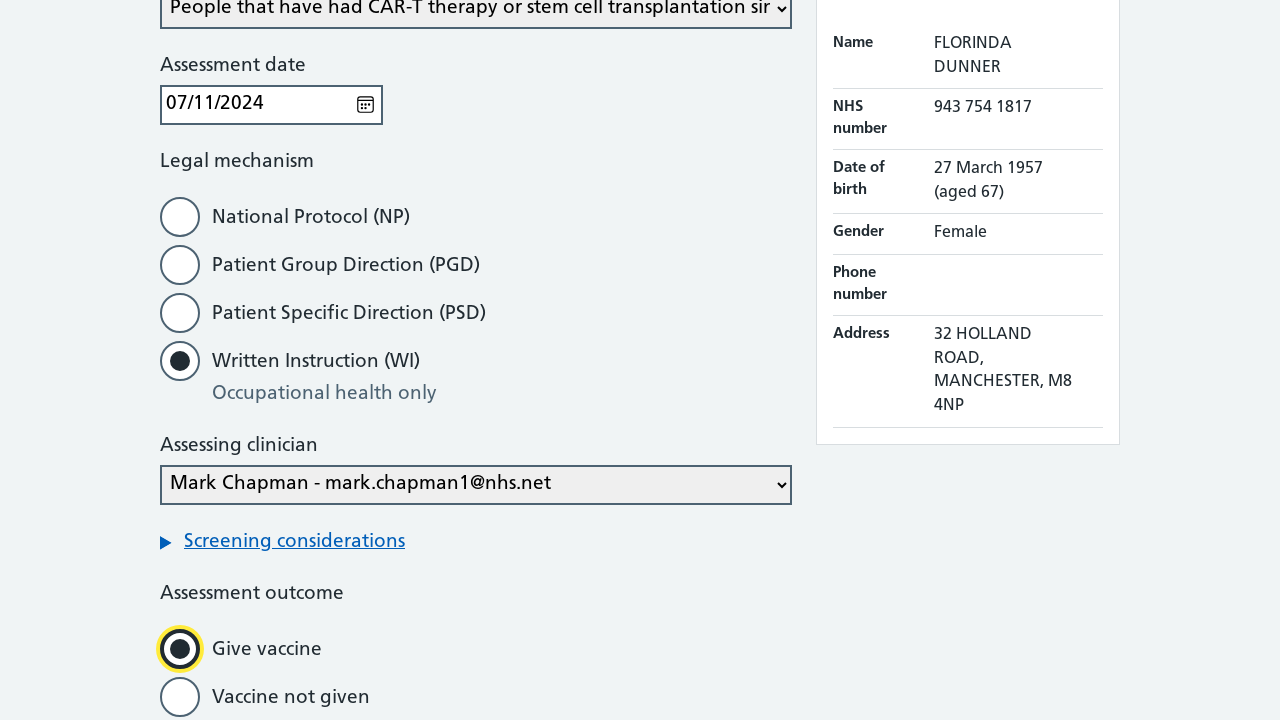 People that have had CAR-T therapy or stem cell transplantation sir
Assessment date
07/11/2024
Legal mechanism
National Protocol (NP)
Patient Group Direction (PGD)
Patient Specific Direction (PSD)
Written Instruction (WI)
Occupational health only
Assessing clinician
Mark Chapman - mark.chapman1@nhs.net
Screening considerations
Assessment outcome
Give vaccine
Vaccine not given
Name
FLORINDA
DUNNER
NHS
number
943 754 1817
Date of
birth
27 March 1957
(aged 67)
Gender
Female
Phone
number
Address
32 HOLLAND
ROAD,
MANCHESTER, M8
4NP